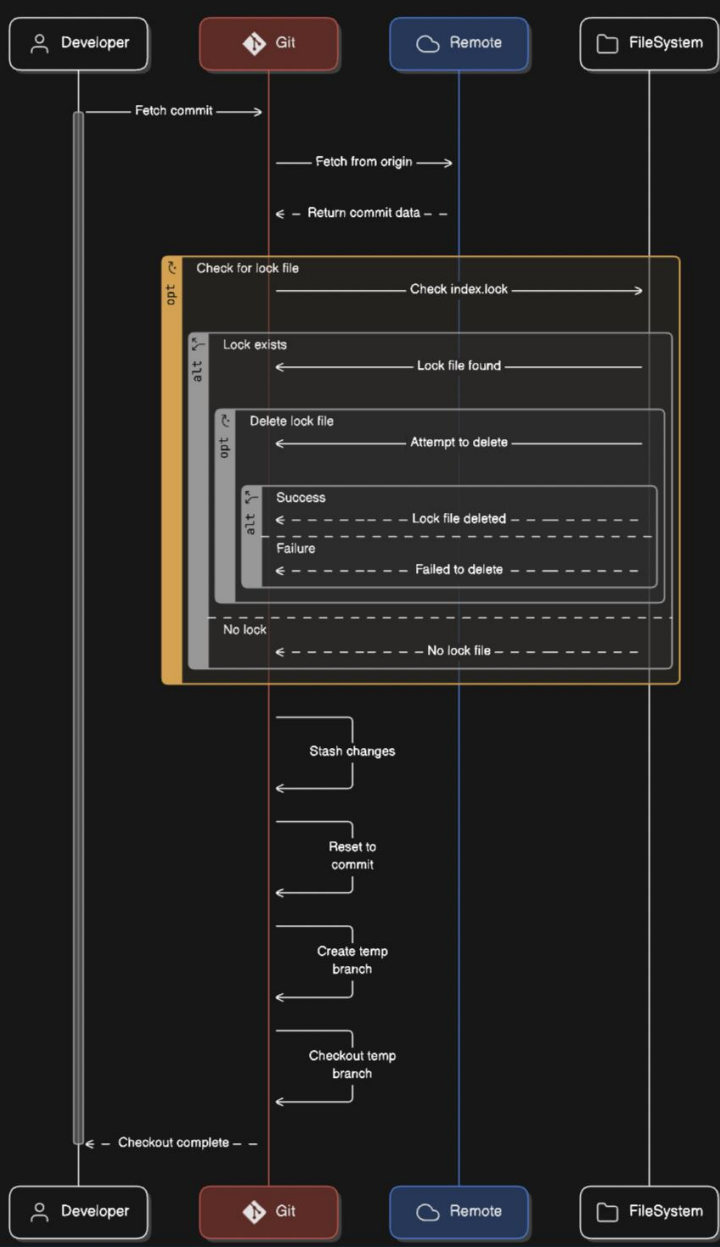 Developer
Git
Remote
FileSystem
Fetch commit
Fetch from origin
Return commit data
opt
Check for lock file
Check index.lock
alt
Lock exists
Lock file found
opt
Delete lock file
Attempt to delete
alt
Success
Lock file deleted
Failure
Failed to delete
No lock
No lock file
Stash changes
Reset to
commit
Create temp
branch
Checkout temp
branch
Checkout complete
Developer
Git
Remote
FileSystem